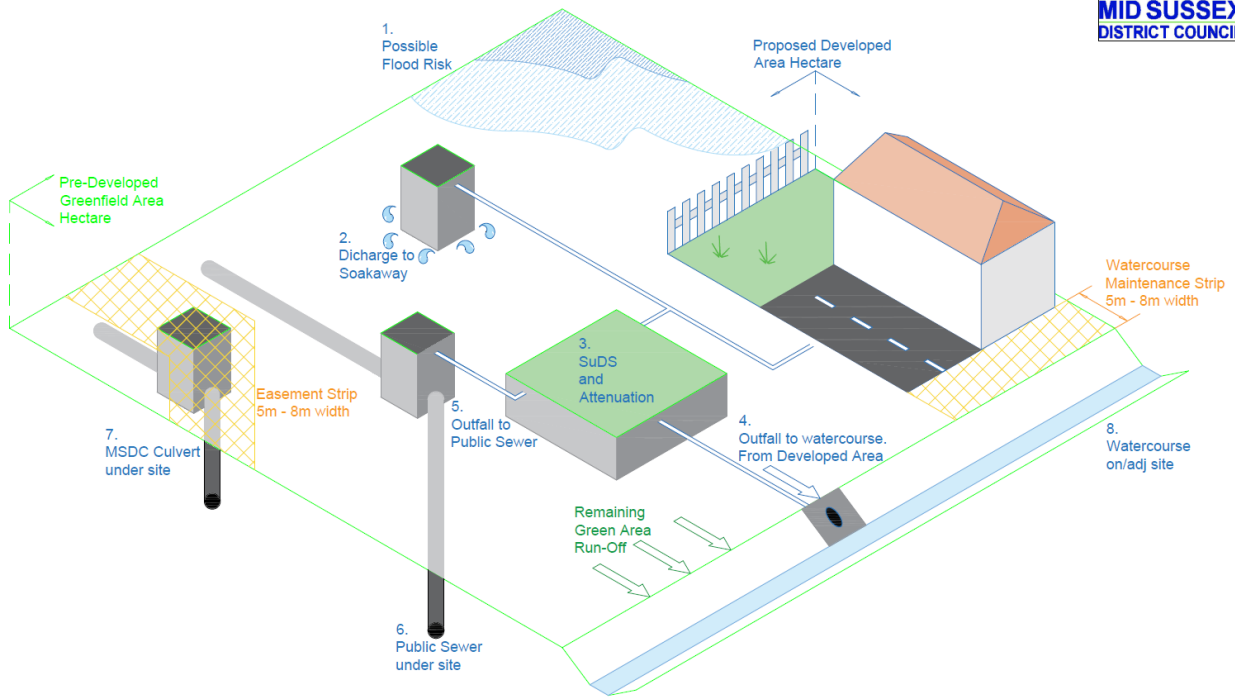 MID SUSSEX
DISTRICT COUNCIL
1.
Possible
Flood Risk
Proposed Developed
Area Hectare
Pre-Developed
Greenfield Area
Hectare
2.
Dicharge to
Soakaway
Watercourse
Maintenance Strip
5m - 8m width
3.
SuDS
and
Attenuation
Easement Strip
5m - 8m width
5.
Outfall to
Public Sewer
4.
Outfall to watercourse.
From Developed Area
7.
MSDC Culvert
under site
8.
Watercourse
on/adj site
Remaining
Green Area
Run-Off
6.
Public Sewer
under site